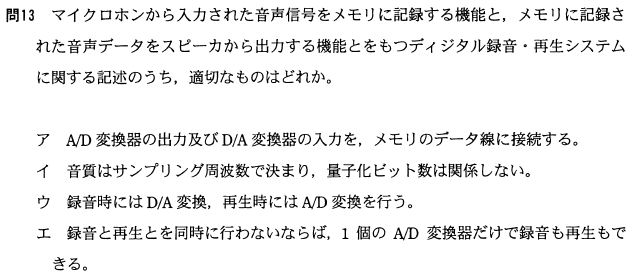 問13 マイクロホンから入力された音声信号をメモリに記録する機能と，メモリに記録さ
れた音声データをスピーカから出力する機能とをもつディジタル録音・再生システム
に関する記述のうち，適切なものはどれか。
ア A/D 変換器の出力及び D/A 変換器の入力を，メモリのデータ線に接続する。
イ 音質はサンプリング周波数で決まり，量子化ビット数は関係しない。
ウ 録音時には D/A 変換，再生時には A/D 変換を行う。
エ 録音と再生とを同時に行わないならば，1 個の A/D 変換器だけで録音も再生もで
きる。